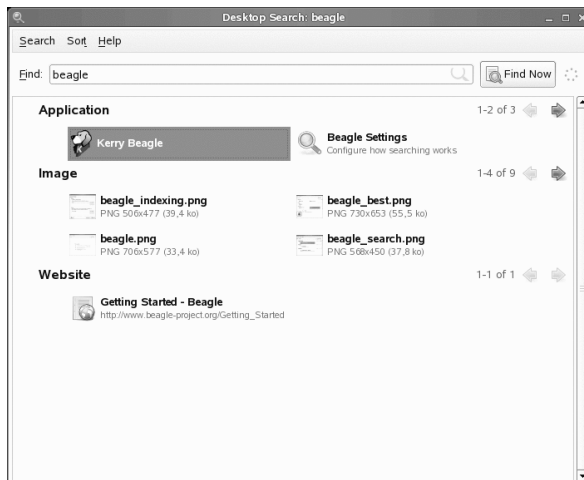 Desktop Search: beagle
Search Sort Help
Find: beagle Find Now
Application 1-2 of 3
Kerry Beagle
Beagle Settings
Configure how searching works
Image 1-4 of 9
beagle_indexing.png
PNG 506x477 (39,4 ko)
beagle_best.png
PNG 730x653 (55,5 ko)
beagle.png
PNG 706x577 (33,4 ko)
beagle_search.png
PNG 568x450 (37,8 ko)
Website 1-1 of 1
Getting Started - Beagle
http://www.beagle-project.org/Getting_Started